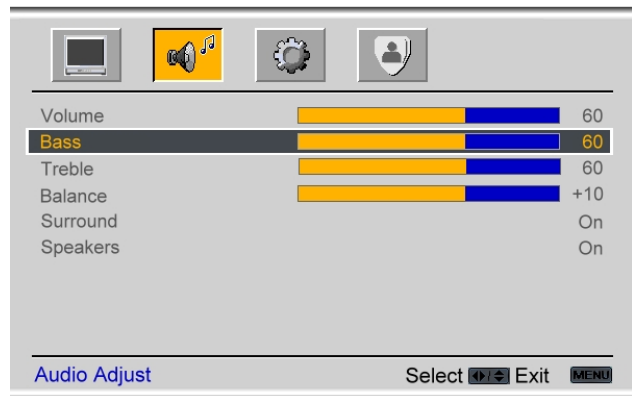 Volume 60
Bass 60
Treble 60
Balance +10
Surround On
Speakers On
Audio Adjust Select Exit MENU